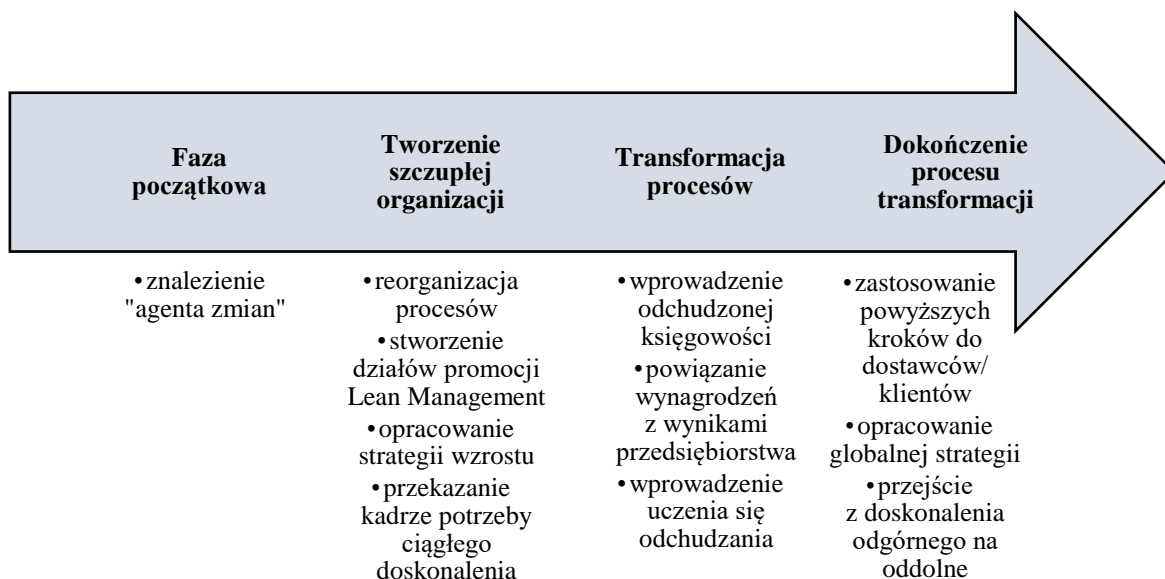 Faza
początkowa
Tworzenie
szczupłej
organizacji
Transformacja
procesów
Dokończenie
procesu
transformacji
•znalezienie
"agenta zmian"
•reorganizacja
procesów
•stworzenie
działów promocji
Lean Management
•opracowanie
strategii wzrostu
•przekazanie
kadrze potrzeby
ciągłego
doskonalenia
•wprowadzenie
odchudzonej
księgowości
•powiązanie
wynagrodzeń
z wynikami
przedsiębiorstwa
•wprowadzenie
uczenia się
odchudzania
•zastosowanie
powyższych
kroków do
dostawców/
klientów
•opracowanie
globalnej strategii
•przejście
z doskonalenia
odgórnego na
oddolne